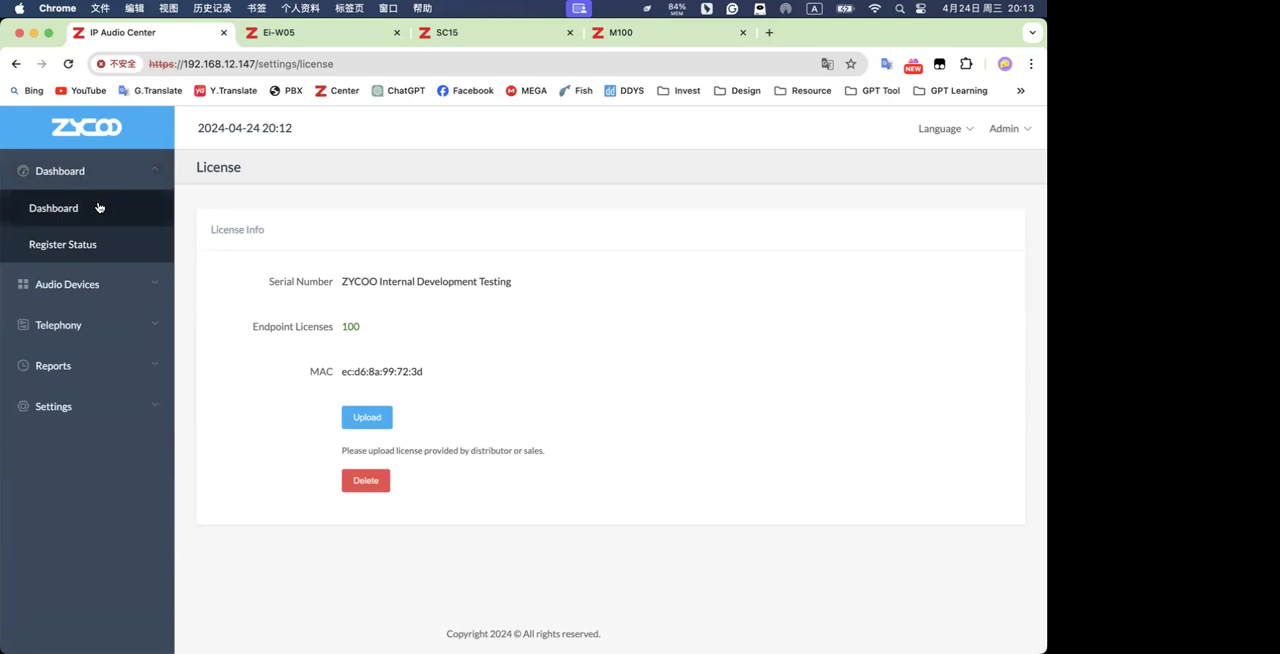 Chrome 文件 编辑 视图 历史记录 书签 个人资料 标签页 窗口 帮助 84% MEM A 4月24日 周三 20:13
IP Audio Center Ei-W05 SC15 M100
不安全 https://192.168.12.147/settings/license NEW
Bing YouTube G.Translate Y.Translate PBX Center ChatGPT Facebook MEGA Fish DDYS Invest Design Resource GPT Tool GPT Learning
ZYCOO 2024-04-24 20:12 Language Admin
License
Dashboard
Dashboard
Register Status
Audio Devices
Telephony
Reports
Settings
License Info
Serial Number ZYCOO Internal Development Testing
Endpoint Licenses 100
MAC ec:d6:8a:99:72:3d
Upload
Please upload license provided by distributor or sales.
Delete
Copyright 2024 © All rights reserved.